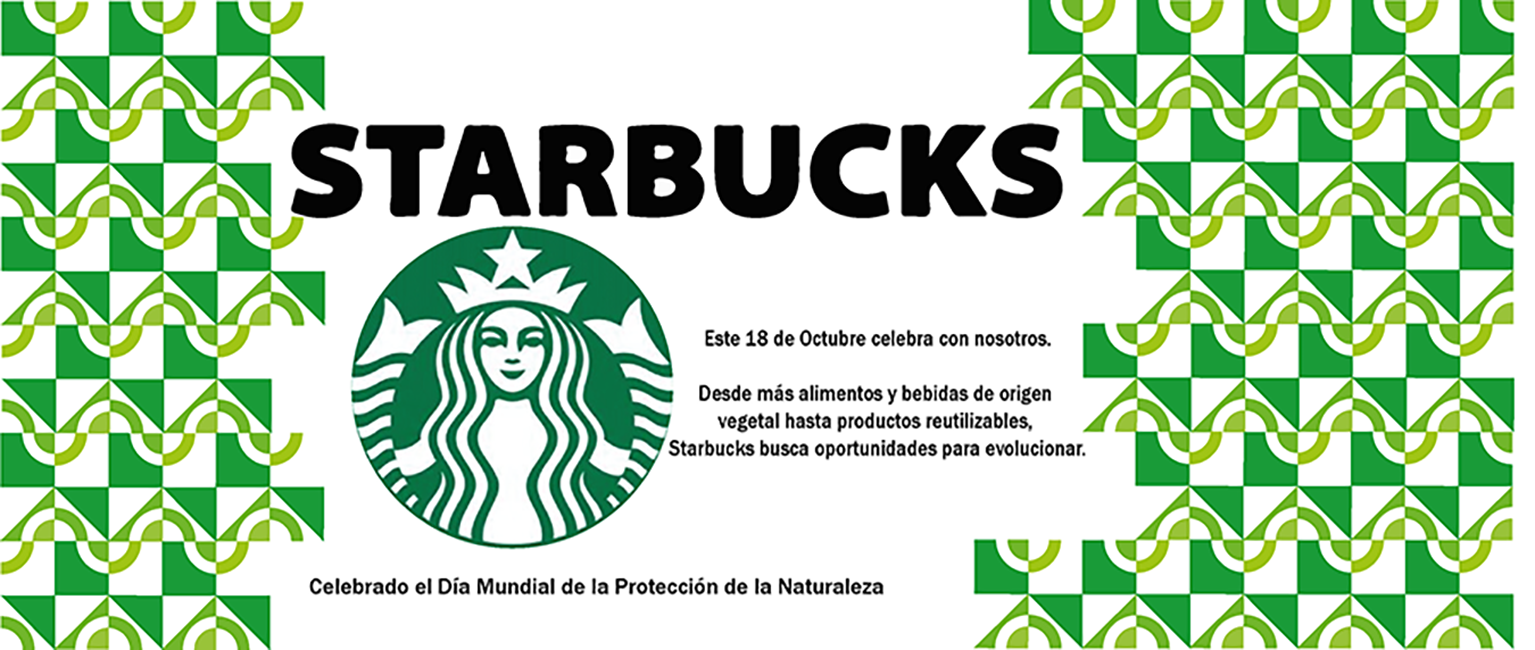 STARBUCKS
Este 18 de Octubre celebra con nosotros.
Desde más alimentos y bebidas de origen
vegetal hasta productos reutilizables,
Starbucks busca oportunidades para evolucionar.
Celebrado el Día Mundial de la Protección de la Naturaleza